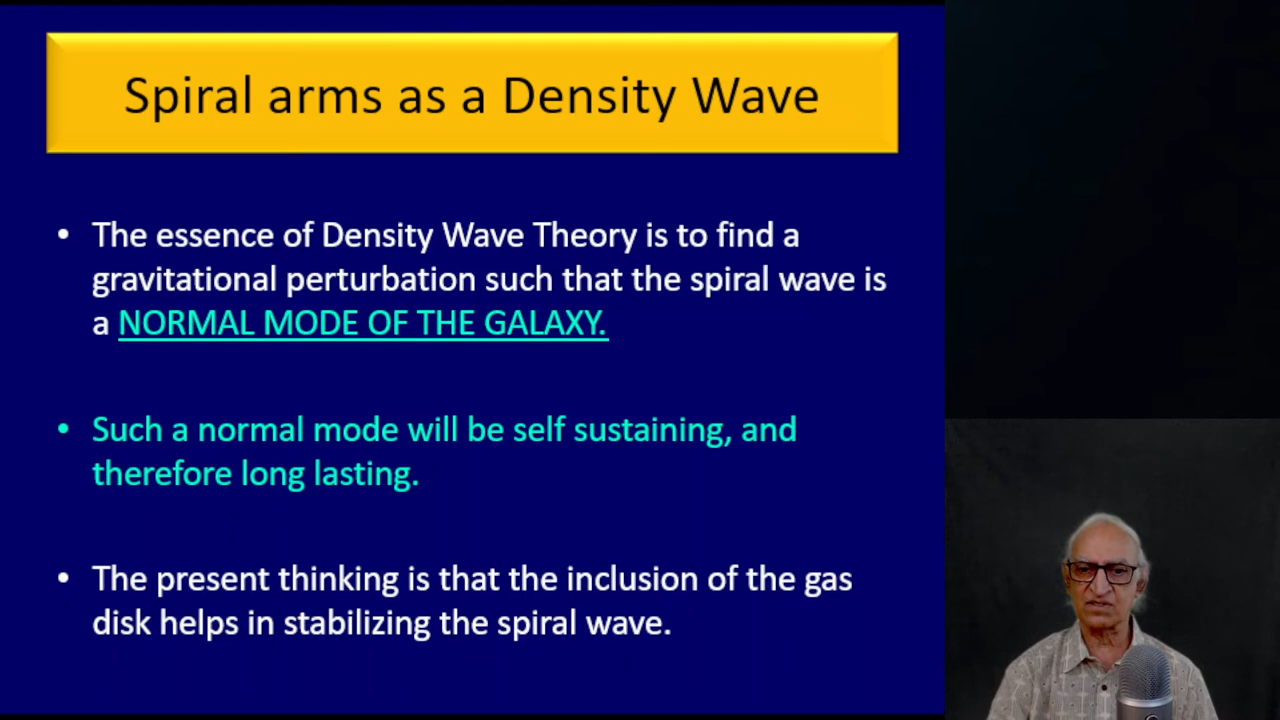 Spiral arms as a Density Wave
• The essence of Density Wave Theory is to find a
gravitational perturbation such that the spiral wave is
a NORMAL MODE OF THE GALAXY.
• Such a normal mode will be self sustaining, and
therefore long lasting.
• The present thinking is that the inclusion of the gas
disk helps in stabilizing the spiral wave.